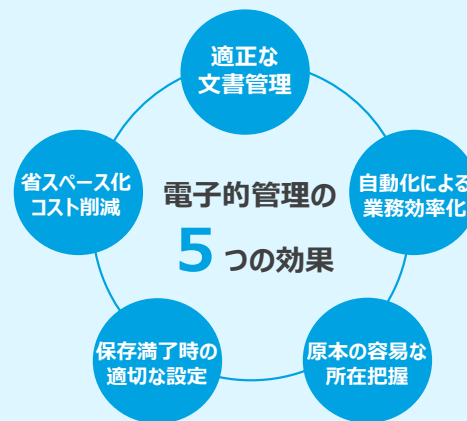 適正な
文書管理
省スペース化
コスト削減
電子的管理の
5つの効果
自動化による
業務効率化
保存満了時の
適切な設定
原本の容易な
所在把握